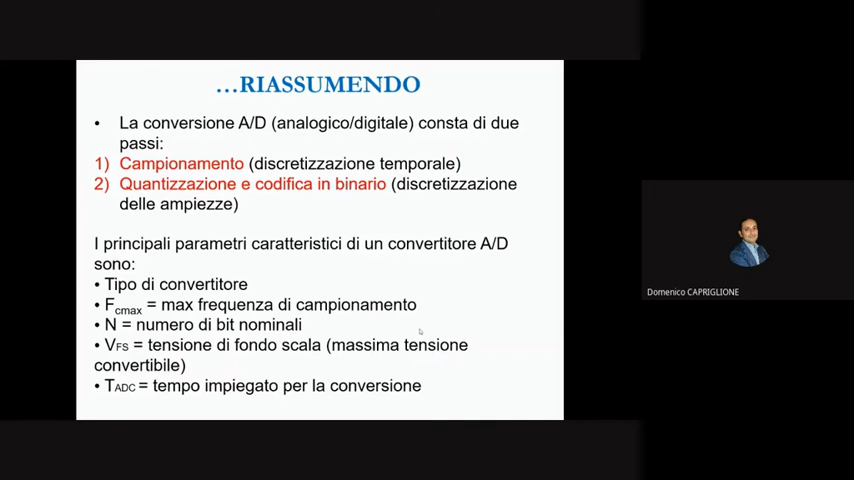 ...RIASSUMENDO
• La conversione A/D (analogico/digitale) consta di due
passi:
1) Campionamento (discretizzazione temporale)
2) Quantizzazione e codifica in binario (discretizzazione
delle ampiezze)
I principali parametri caratteristici di un convertitore A/D
sono:
• Tipo di convertitore
• Fcmax = max frequenza di campionamento
• N = numero di bit nominali
• VFS = tensione di fondo scala (massima tensione
convertibile)
• TADC = tempo impiegato per la conversione
Domenico CAPRIGLIONE